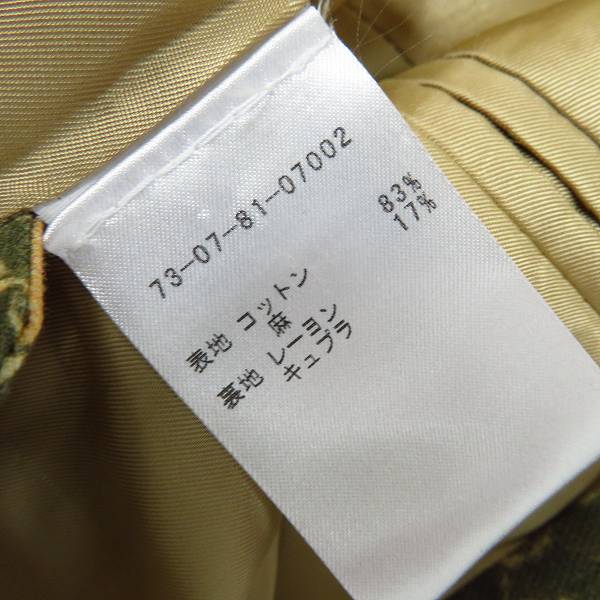 73-07-81-07002
表地 コットン 83%
麻 17%
裏地 レーヨン
キュプラ